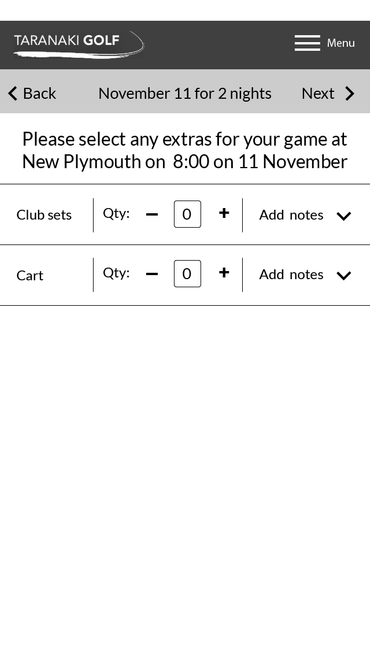 TARANAKI GOLF
Menu
Back November 11 for 2 nights Next
Please select any extras for your game at
New Plymouth on 8:00 on 11 November
Club sets Qty: − 0 + Add notes
Cart Qty: − 0 + Add notes